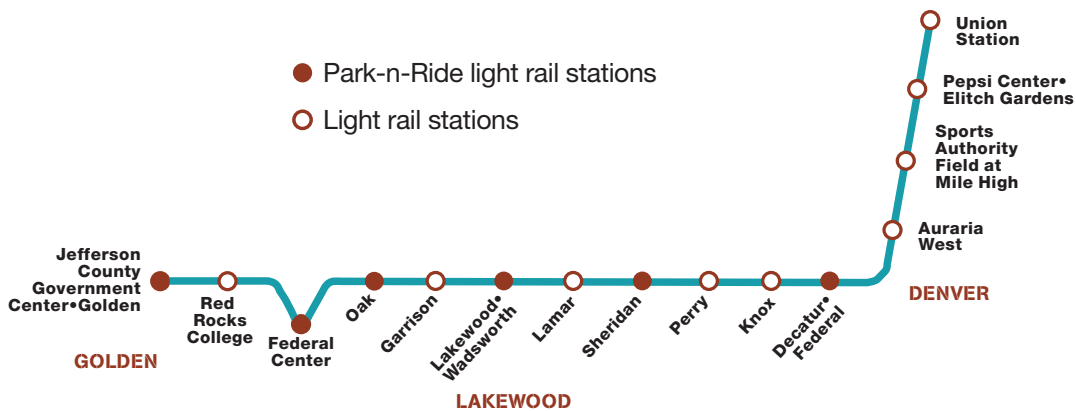 Union
Station
Park-n-Ride light rail stations
Pepsi Center•
Elitch Gardens
Light rail stations
Sports
Authority
Field at
Mile High
Auraria
West
Jefferson
County
Government
Center•Golden
Red
Rocks
College
Federal
Center
Oak
Garrison
Lakewood•
Wadsworth
Lamar
Sheridan
Perry
Knox
Decatur•
Federal
DENVER
GOLDEN
LAKEWOOD